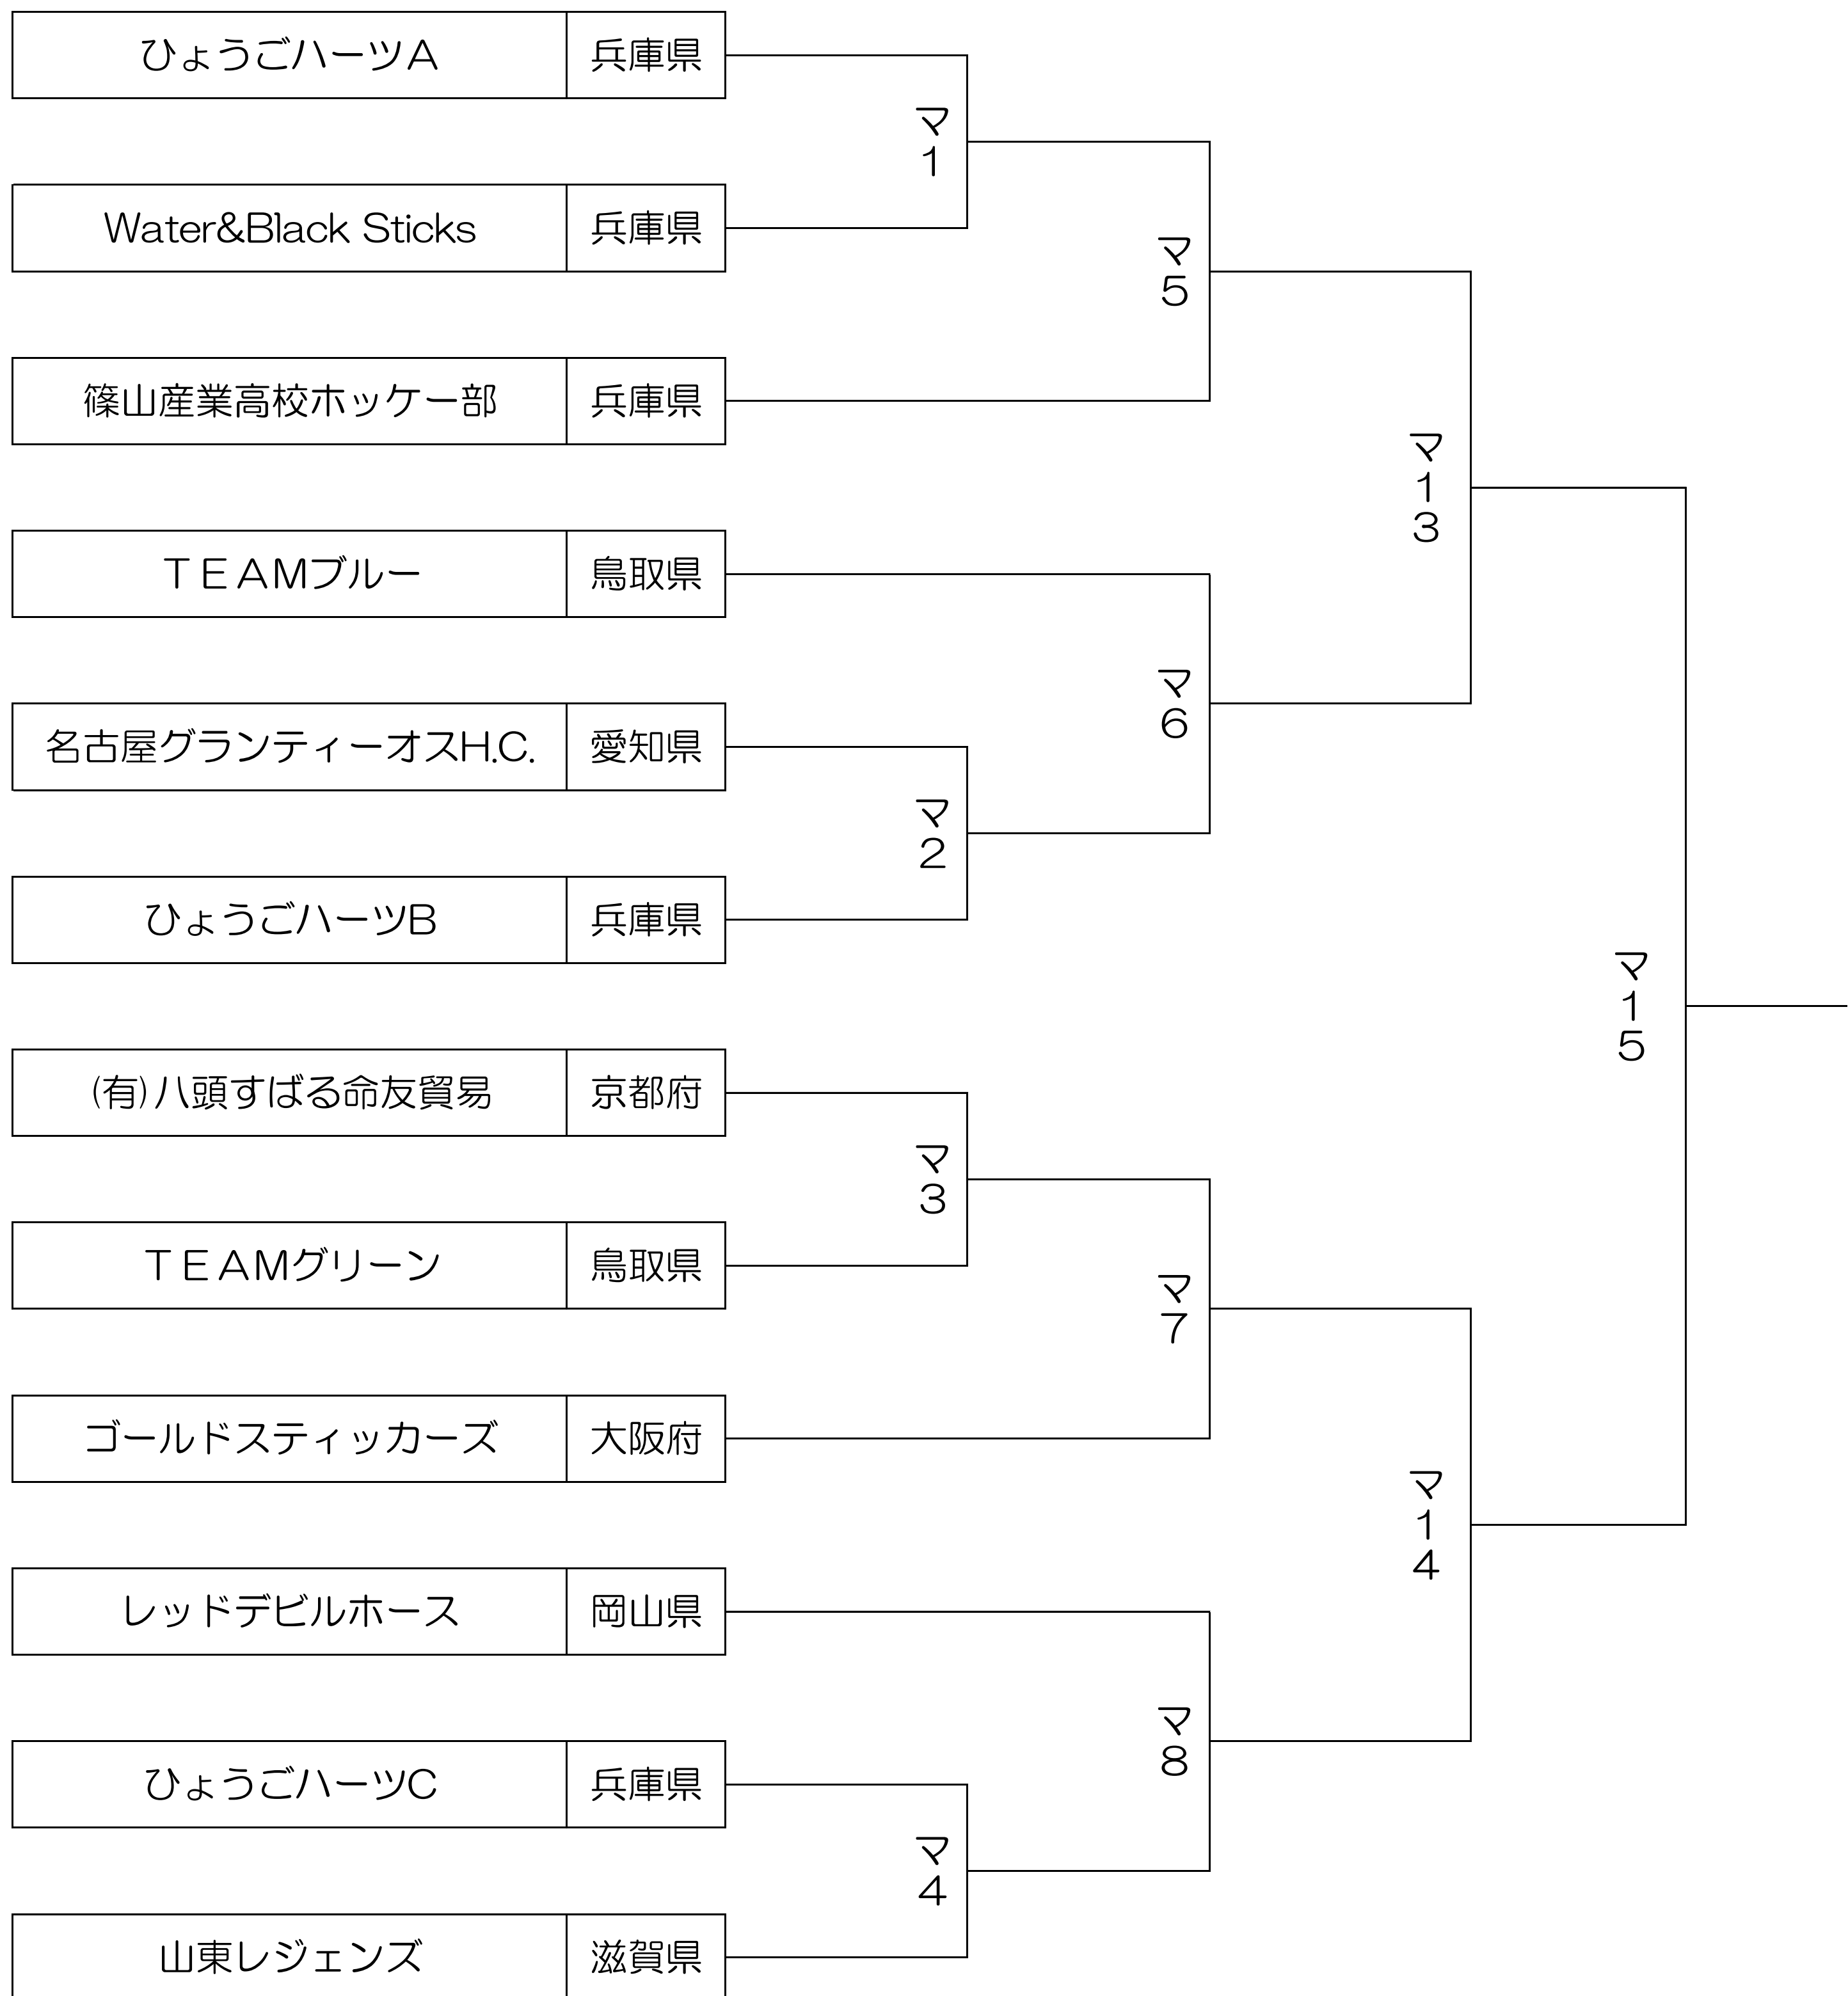 ひょうごハーツA 兵庫県
マ1
Water&Black Sticks 兵庫県
マ5
篠山産業高校ホッケー部 兵庫県
マ13
ＴＥＡＭブルー 鳥取県
マ6
名古屋グランティーオスH.C. 愛知県
マ2
ひょうごハーツB 兵庫県
マ15
(有)八頭すばる命友貿易 京都府
マ3
ＴＥＡＭグリーン 鳥取県
マ7
ゴールドスティッカーズ 大阪府
マ14
レッドデビルホース 岡山県
マ8
ひょうごハーツC 兵庫県
マ4
山東レジェンズ 滋賀県